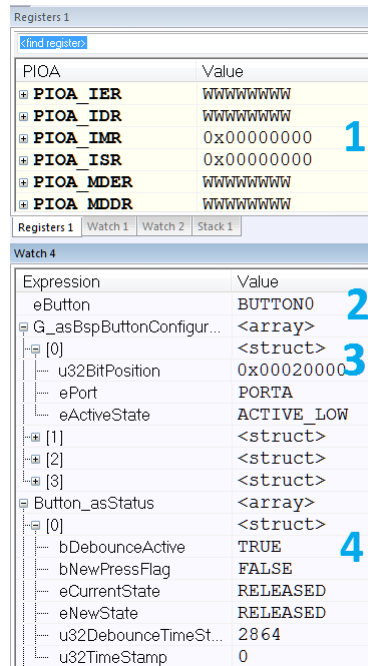 Registers 1
<find register>
PIOA Value
PIOA_IER WWWWWWWW
PIOA_IDR WWWWWWWW
PIOA_IMR 0x00000000
1
PIOA_ISR 0x00000000
PIOA_MDER WWWWWWWW
PIOA_MDDR WWWWWWWW
Registers 1 Watch 1 Watch 2 Stack 1
Watch 4
Expression Value
eButton BUTTON0
2
G_asBspButtonConfigur... <array>
[0] <struct>
3
u32BitPosition 0x00020000
ePort PORTA
eActiveState ACTIVE_LOW
[1] <struct>
[2] <struct>
[3] <struct>
Button_asStatus <array>
[0] <struct>
bDebounceActive TRUE
4
bNewPressFlag FALSE
eCurrentState RELEASED
eNewState RELEASED
u32DebounceTimeSt... 2864
u32TimeStamp 0